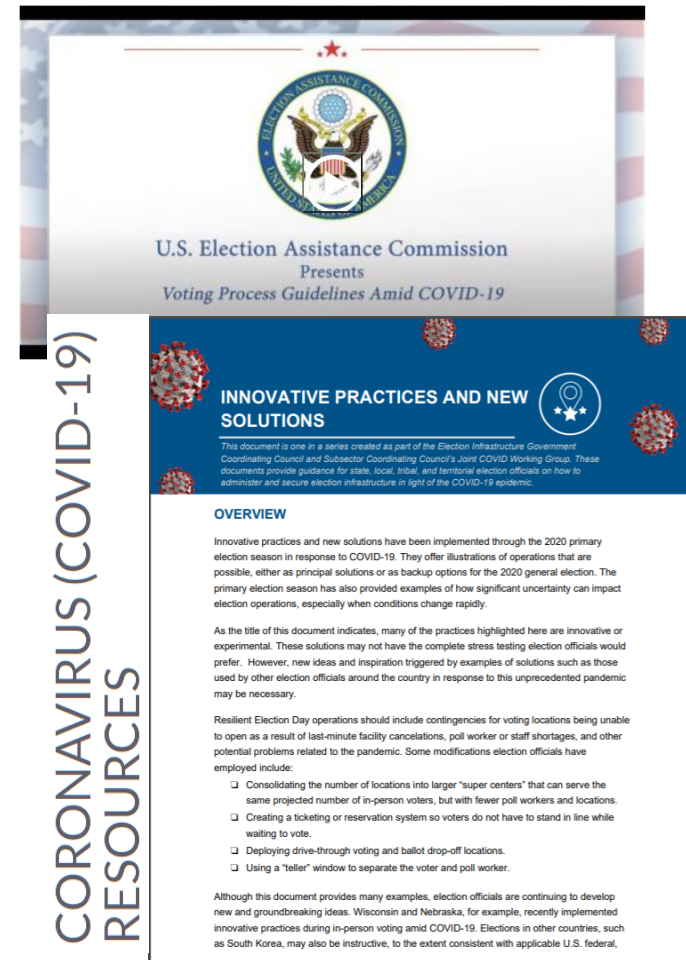 ELECTION ASSISTANCE COMMISSION
UNITED STATES OF AMERICA
U.S. Election Assistance Commission
Presents
Voting Process Guidelines Amid COVID-19
CORONAVIRUS (COVID-19)
RESOURCES
INNOVATIVE PRACTICES AND NEW
SOLUTIONS
This document is one in a series created as part of the Election Infrastructure Government
Coordinating Council and Subsector Coordinating Council's Joint COVID Working Group. These
documents provide guidance for state, local, tribal, and territorial election officials on how to
administer and secure election infrastructure in light of the COVID-19 epidemic.
OVERVIEW
Innovative practices and new solutions have been implemented through the 2020 primary
election season in response to COVID-19. They offer illustrations of operations that are
possible, either as principal solutions or as backup options for the 2020 general election. The
primary election season has also provided examples of how significant uncertainty can impact
election operations, especially when conditions change rapidly.
As the title of this document indicates, many of the practices highlighted here are innovative or
experimental. These solutions may not have the complete stress testing election officials would
prefer. However, new ideas and inspiration triggered by examples of solutions such as those
used by other election officials around the country in response to this unprecedented pandemic
may be necessary.
Resilient Election Day operations should include contingencies for voting locations being unable
to open as a result of last-minute facility cancelations, poll worker or staff shortages, and other
potential problems related to the pandemic. Some modifications election officials have
employed include:
❑ Consolidating the number of locations into larger "super centers" that can serve the
same projected number of in-person voters, but with fewer poll workers and locations.
❑ Creating a ticketing or reservation system so voters do not have to stand in line while
waiting to vote.
❑ Deploying drive-through voting and ballot drop-off locations.
❑ Using a "teller" window to separate the voter and poll worker.
Although this document provides many examples, election officials are continuing to develop
new and groundbreaking ideas. Wisconsin and Nebraska, for example, recently implemented
innovative practices during in-person voting amid COVID-19. Elections in other countries, such
as South Korea, may also be instructive, to the extent consistent with applicable U.S. federal,